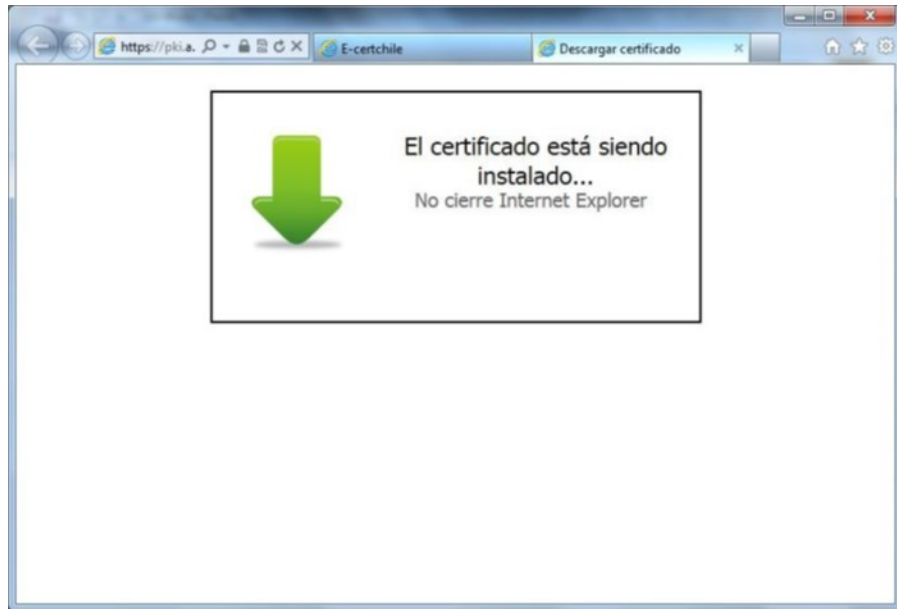 https://pki.a.
E-certchile
Descargar certificado
El certificado está siendo
instalado...
No cierre Internet Explorer